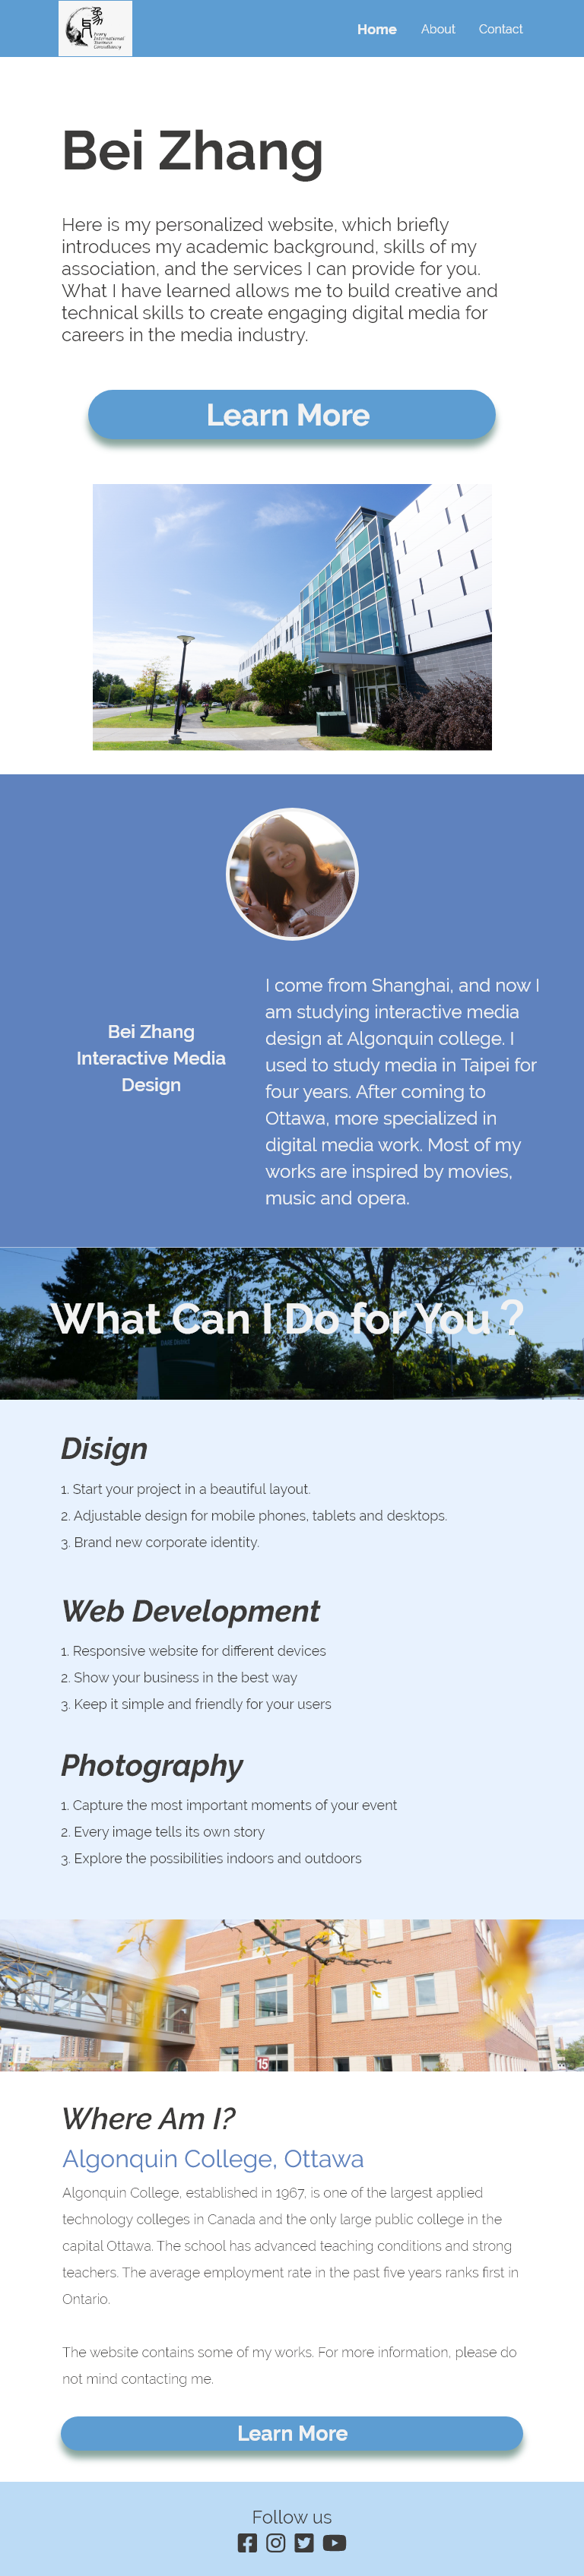 Ivory
International
Business
Consultancy
Home About Contact
Bei Zhang
Here is my personalized website, which briefly
introduces my academic background, skills of my
association, and the services I can provide for you.
What I have learned allows me to build creative and
technical skills to create engaging digital media for
careers in the media industry.
Learn More
Bei Zhang
Interactive Media
Design
I come from Shanghai, and now I
am studying interactive media
design at Algonquin college. I
used to study media in Taipei for
four years. After coming to
Ottawa, more specialized in
digital media work. Most of my
works are inspired by movies,
music and opera.
What Can I Do for You？
Disign
1. Start your project in a beautiful layout.
2. Adjustable design for mobile phones, tablets and desktops.
3. Brand new corporate identity.
Web Development
1. Responsive website for different devices
2. Show your business in the best way
3. Keep it simple and friendly for your users
Photography
1. Capture the most important moments of your event
2. Every image tells its own story
3. Explore the possibilities indoors and outdoors
15
Where Am I?
Algonquin College, Ottawa
Algonquin College, established in 1967, is one of the largest applied
technology colleges in Canada and the only large public college in the
capital Ottawa. The school has advanced teaching conditions and strong
teachers. The average employment rate in the past five years ranks first in
Ontario.
The website contains some of my works. For more information, please do
not mind contacting me.
Learn More
Follow us